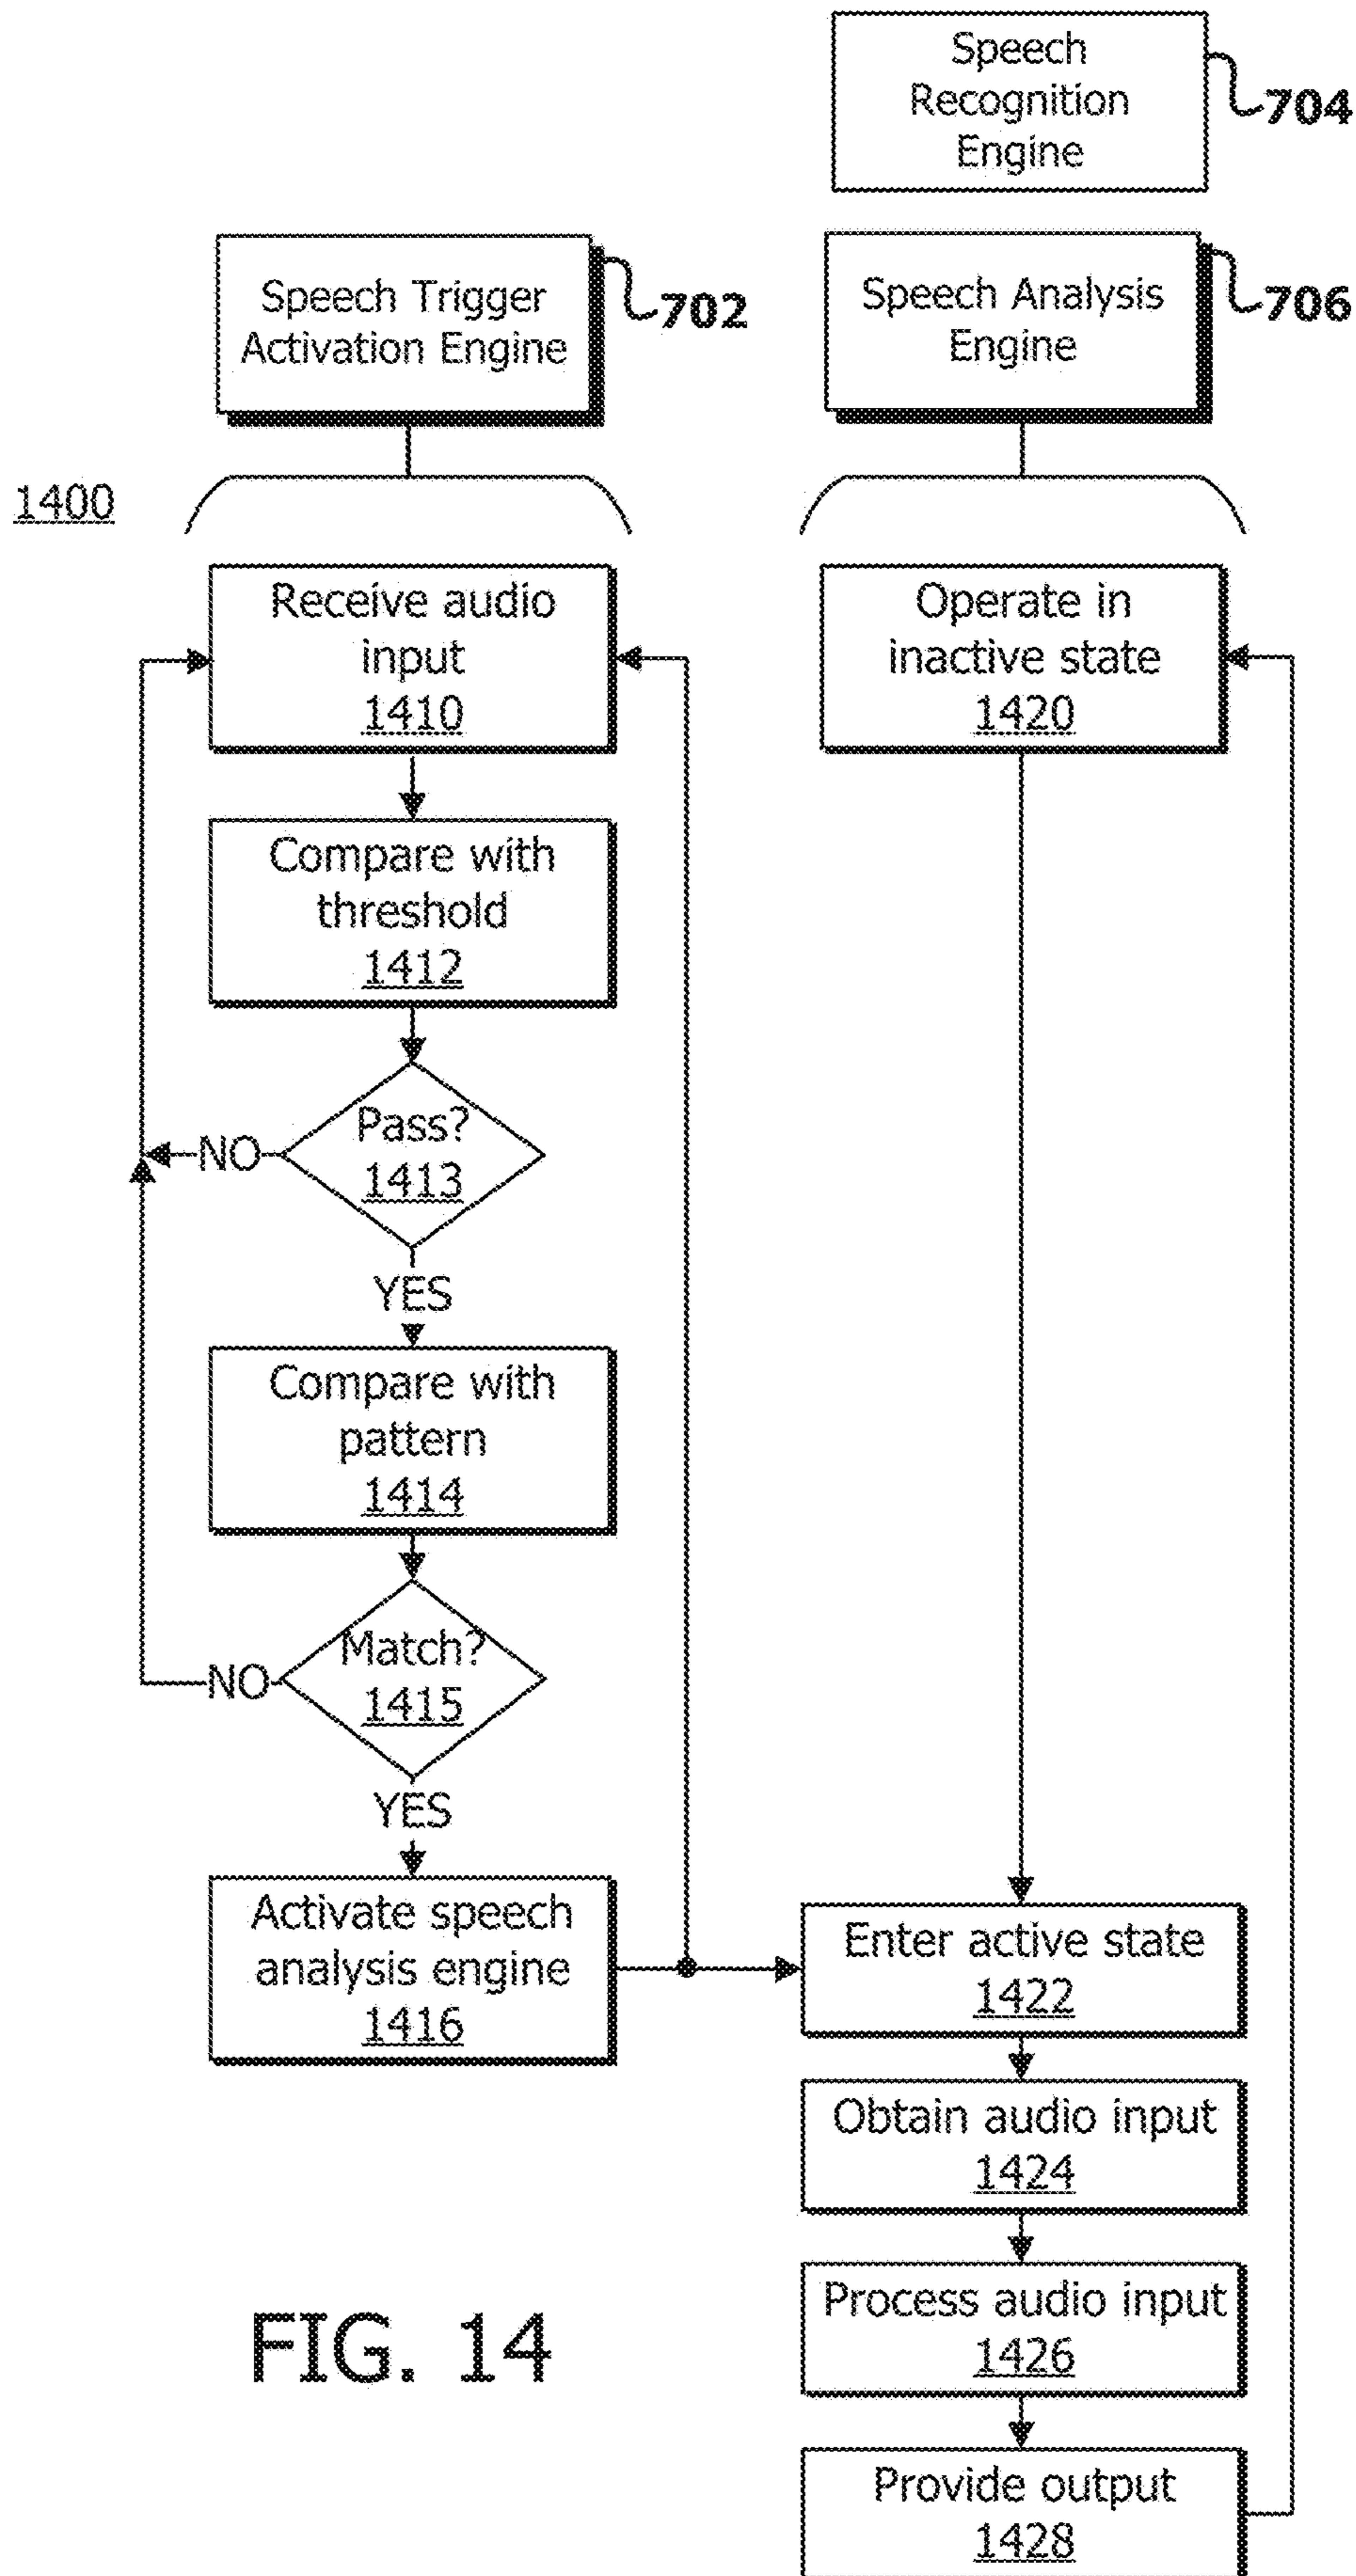 Speech
Recognition
Engine
704
Speech Trigger
Activation Engine
702
Speech Analysis
Engine
706
1400
Receive audio
input
1410
Compare with
threshold
1412
Pass?
1413
NO
YES
Compare with
pattern
1414
Match?
1415
NO
YES
Activate speech
analysis engine
1416
Operate in
inactive state
1420
Enter active state
1422
Obtain audio input
1424
Process audio input
1426
Provide output
1428
FIG. 14